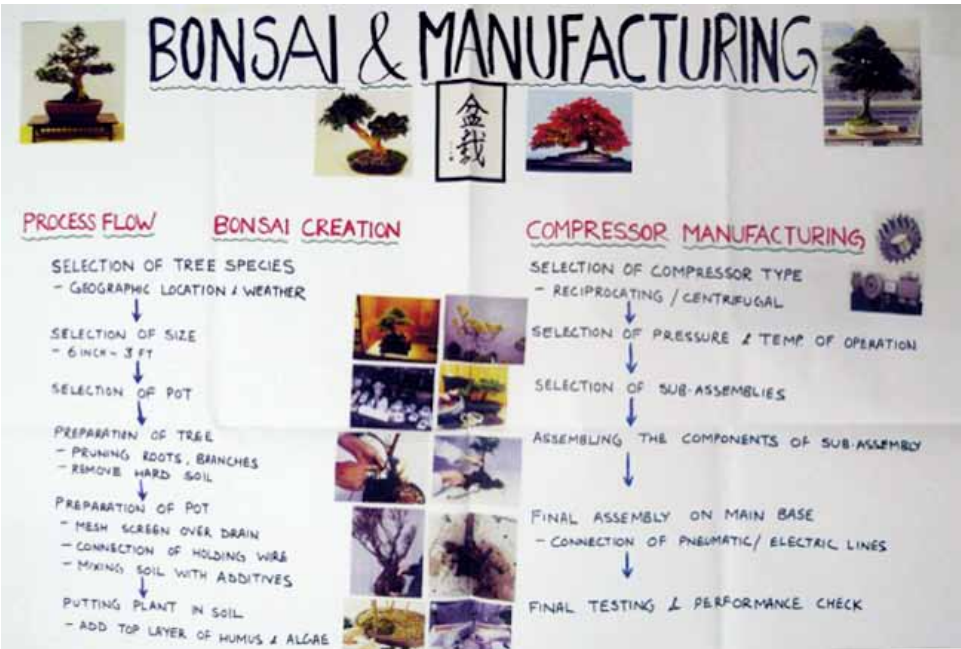 BONSAI & MANUFACTURING
盆栽
PROCESS FLOW
BONSAI CREATION
SELECTION OF TREE SPECIES
- GEOGRAPHIC LOCATION & WEATHER
SELECTION OF SIZE
- 6 INCH - 3 FT
SELECTION OF POT
PREPARATION OF TREE
- PRUNING ROOTS, BRANCHES
- REMOVE HARD SOIL
PREPARATION OF POT
- MESH SCREEN OVER DRAIN
- CONNECTION OF HOLDING WIRE
- MIXING SOIL WITH ADDITIVES
PUTTING PLANT IN SOIL
- ADD TOP LAYER OF HUMUS & ALGAE
COMPRESSOR MANUFACTURING
SELECTION OF COMPRESSOR TYPE
- RECIPROCATING / CENTRIFUGAL
SELECTION OF PRESSURE & TEMP. OF OPERATION
SELECTION OF SUB-ASSEMBLIES
ASSEMBLING THE COMPONENTS OF SUB-ASSEMBLY
FINAL ASSEMBLY ON MAIN BASE
- CONNECTION OF PNEUMATIC/ ELECTRIC LINES
FINAL TESTING & PERFORMANCE CHECK